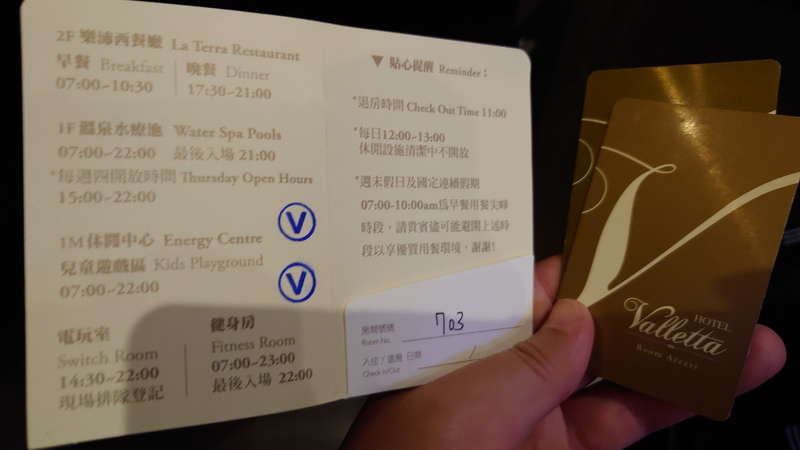 2F 樂沛西餐廳 La Terra Restaurant
早餐 Breakfast 晚餐 Dinner
07:00~10:30 17:30~21:00
1F 溫泉水療池 Water Spa Pools
07:00~22:00 最後入場 21:00
*每週四開放時間 Thursday Open Hours
15:00~22:00
V
1M 休閒中心 Energy Centre
兒童遊戲區 Kids Playground
V
07:00~22:00
電玩室 健身房
Switch Room Fitness Room
14:30~22:00 07:00~23:00
現場排隊登記 最後入場 22:00
▼ 貼心提醒 Reminder：
*退房時間 Check Out Time 11:00
*每日12:00~13:00
休閒設施清潔中不開放
*週末假日及國定連續假期
07:00-10:00am為早餐用餐尖峰
時段，請貴賓儘可能避開上述時
段以享優質用餐環境，謝謝!
房間號碼
Room No. 703
入住 / 退房 日期
Check In/Out /
HOTEL
Valletta
Room Access